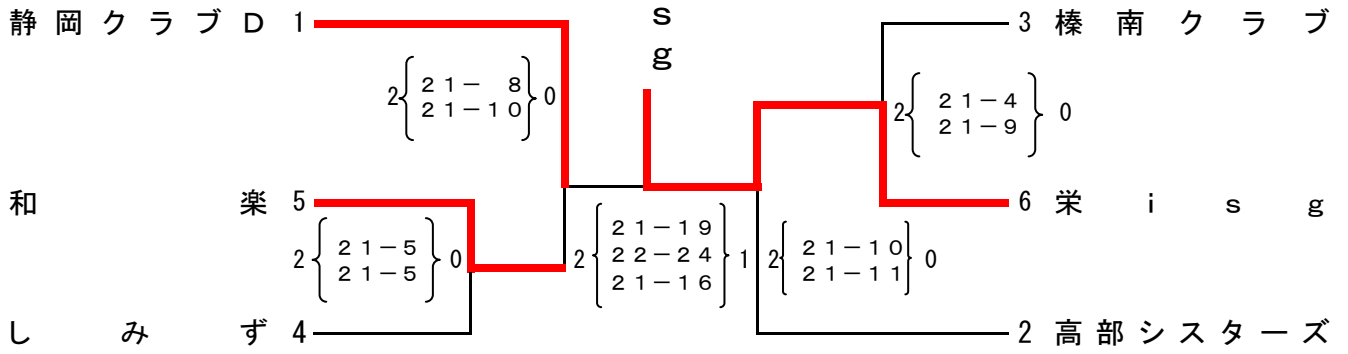 静岡クラブD 1
s
g
3 榛南クラブ
2{21- 8}0
21-10
2{21-4}0
21-9
和楽 5
6 栄isg
2{21-5}0
21-5
2{21-19
22-24
21-16}1
2{21-10}0
21-11
しみず 4
2 高部シスターズ